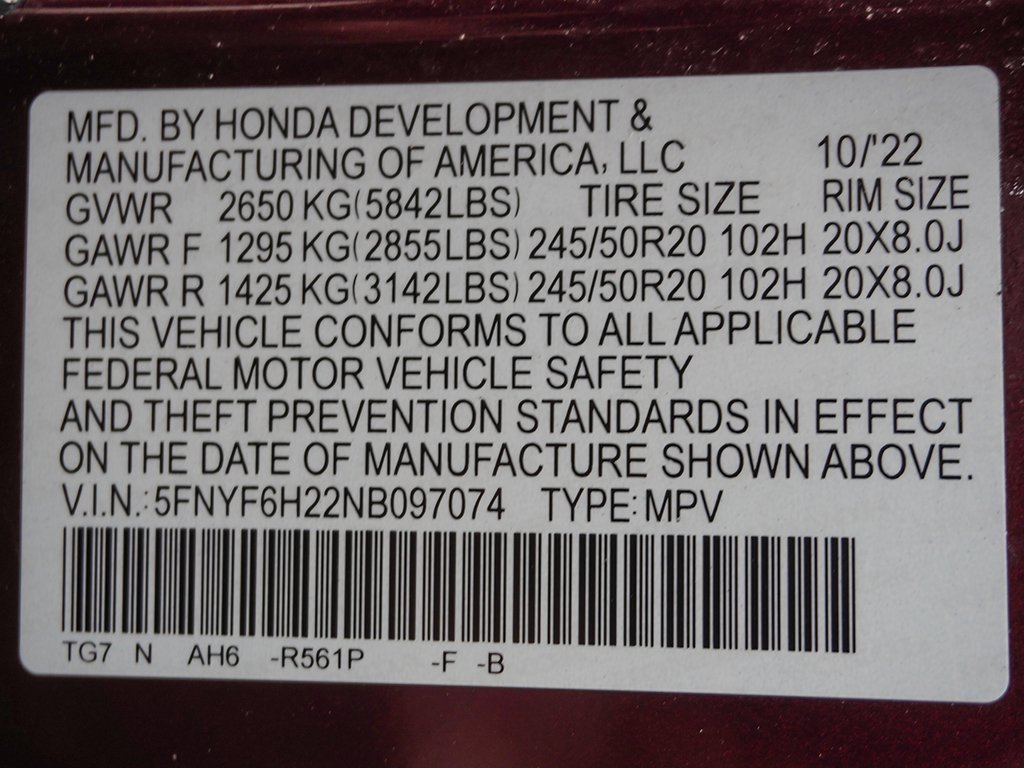 MFD. BY HONDA DEVELOPMENT &
MANUFACTURING OF AMERICA, LLC 10/'22
GVWR 2650 KG(5842LBS) TIRE SIZE RIM SIZE
GAWR F 1295 KG(2855LBS) 245/50R20 102H 20X8.0J
GAWR R 1425 KG(3142LBS) 245/50R20 102H 20X8.0J
THIS VEHICLE CONFORMS TO ALL APPLICABLE
FEDERAL MOTOR VEHICLE SAFETY
AND THEFT PREVENTION STANDARDS IN EFFECT
ON THE DATE OF MANUFACTURE SHOWN ABOVE.
V.I.N.: 5FNYF6H22NB097074 TYPE: MPV
TG7 N AH6 -R561P -F -B